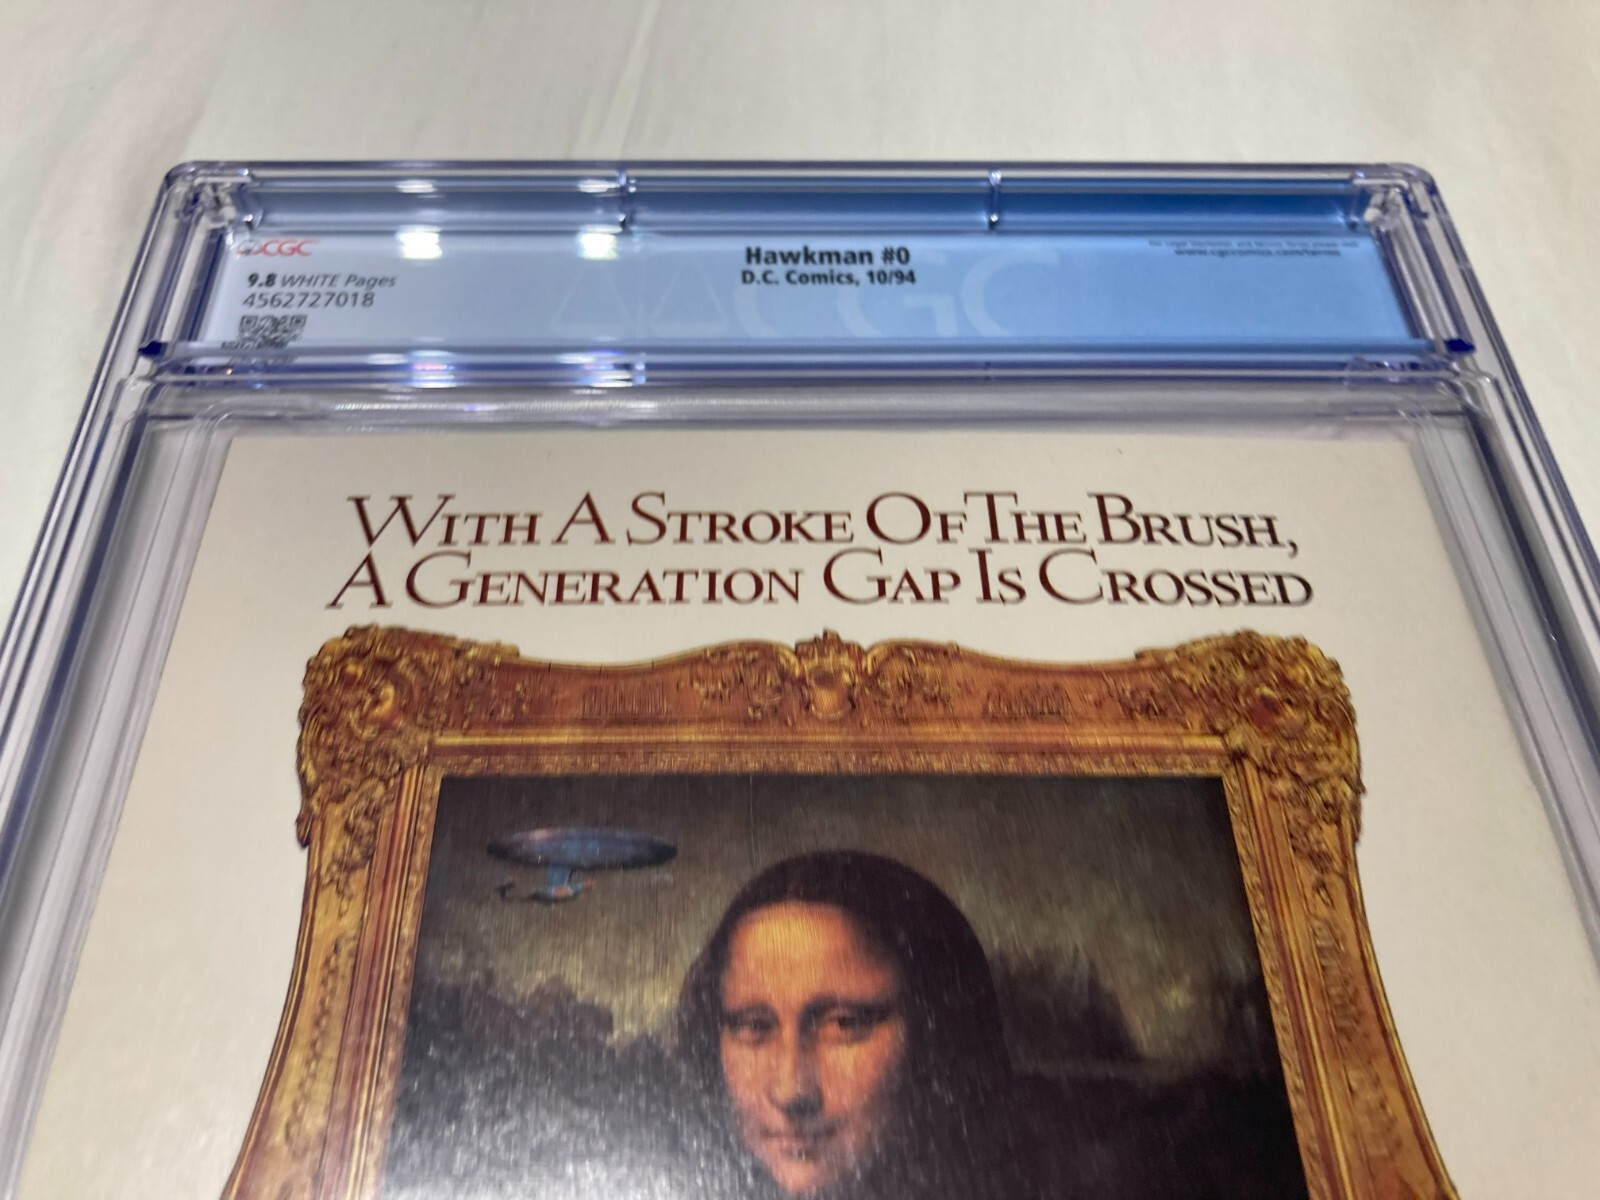 CGC
9.8 WHITE Pages
4562727018
Hawkman #0
D.C. Comics, 10/94
www.cgccomics.com/terms
CGC
WITH A STROKE OF THE BRUSH,
A GENERATION GAP IS CROSSED